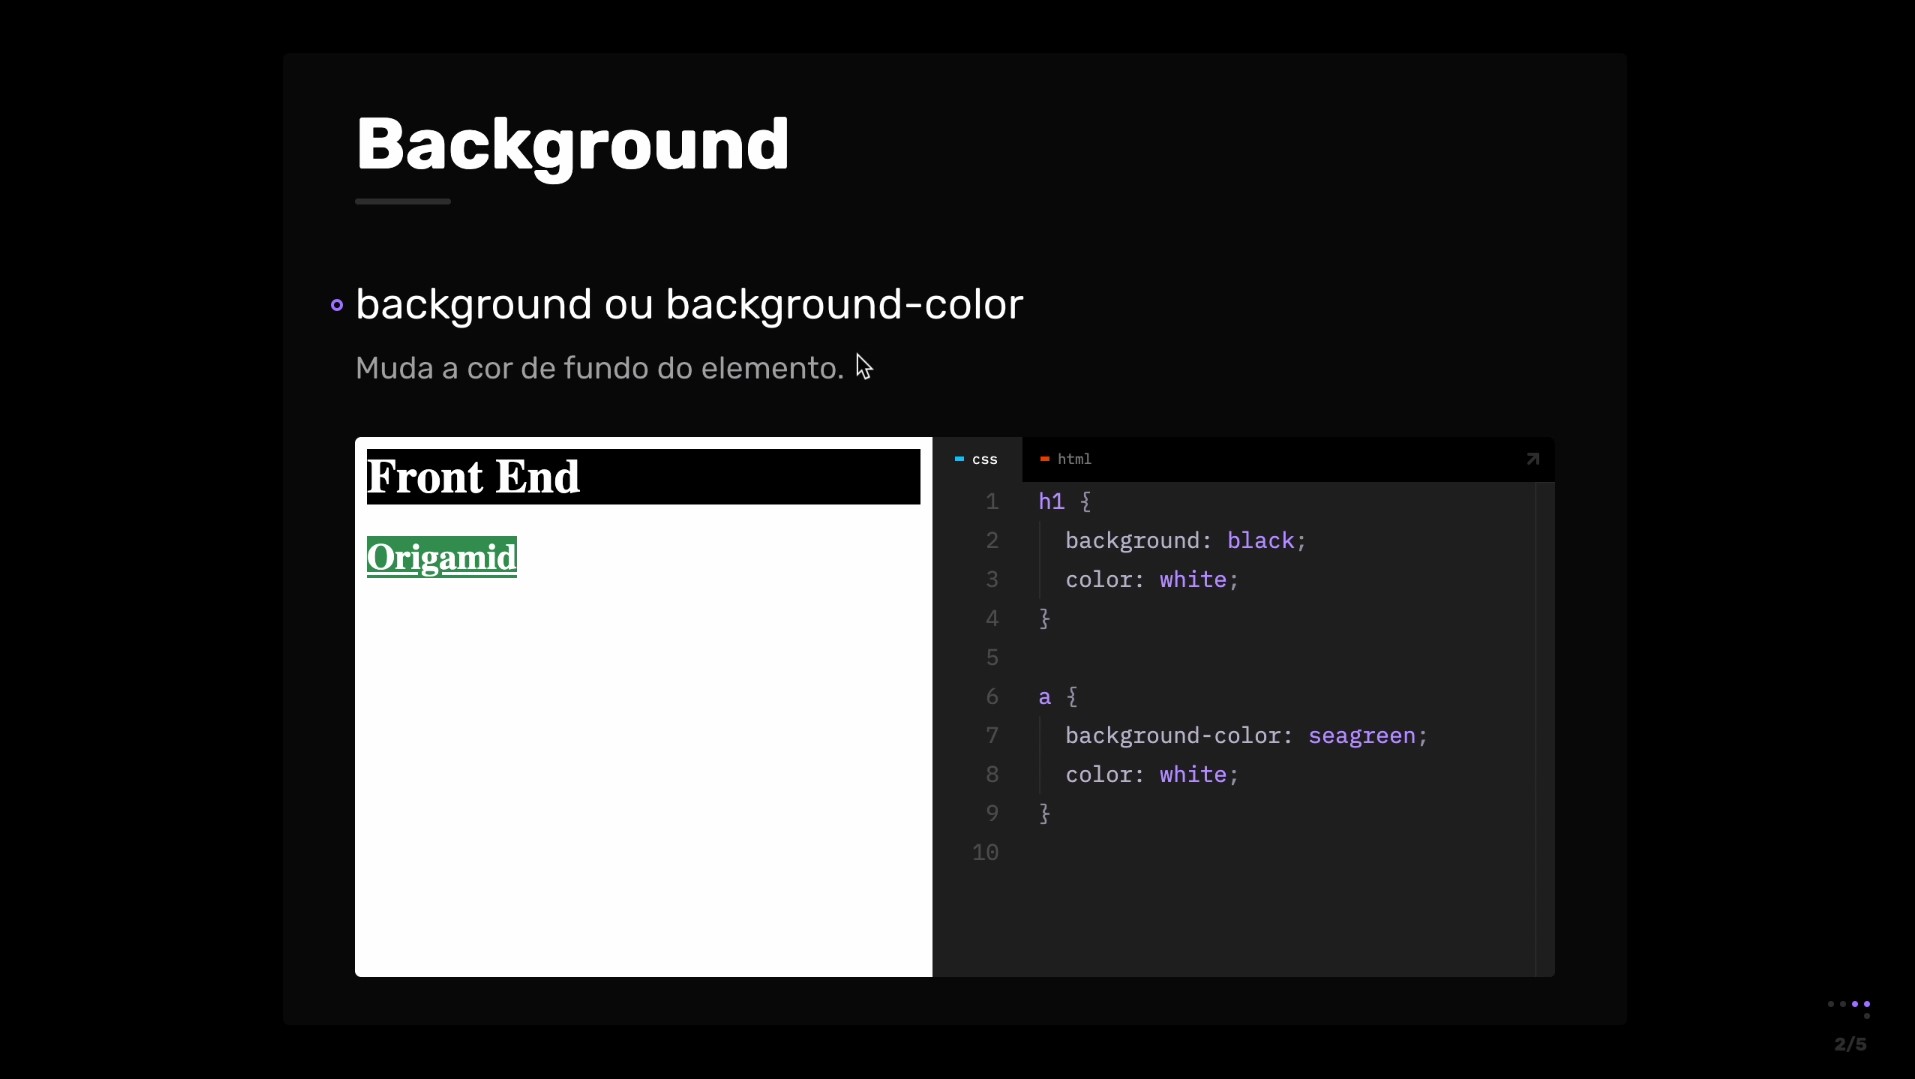 Background
background ou background-color
Muda a cor de fundo do elemento.
Front End
Origamid
css
html
1 h1 {
2 background: black;
3 color: white;
4 }
5
6 a {
7 background-color: seagreen;
8 color: white;
9 }
10
2/5